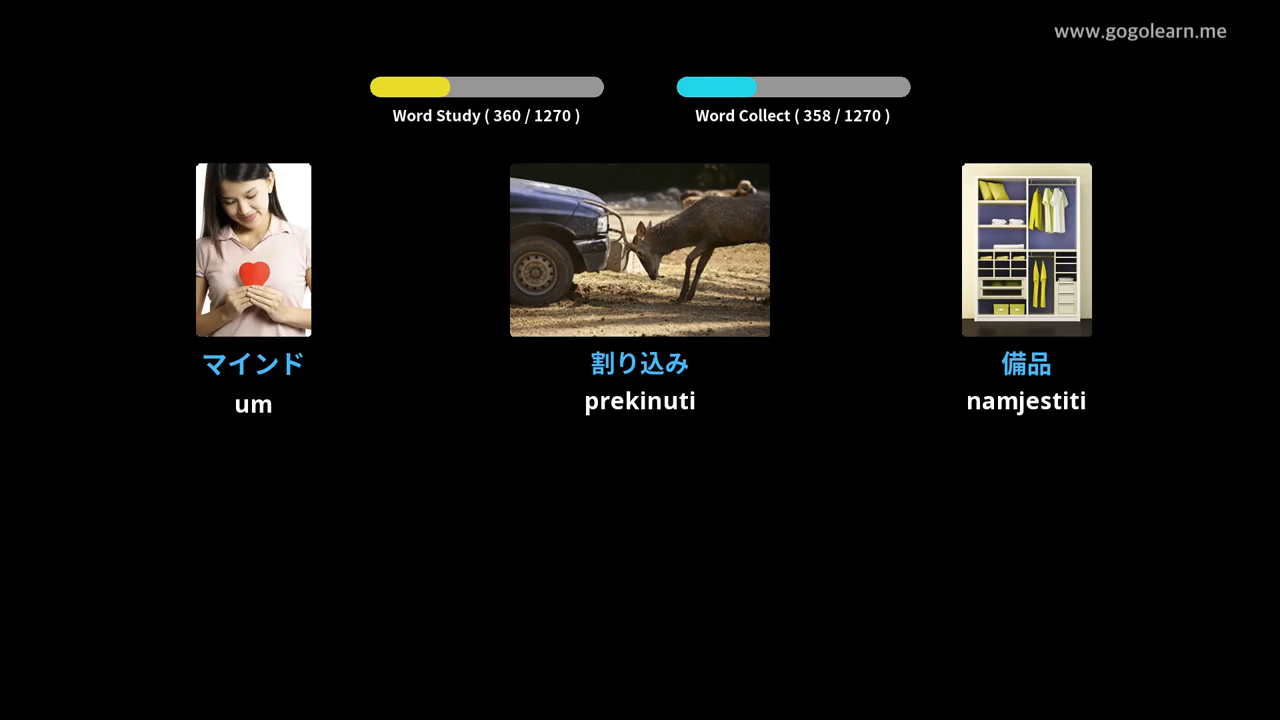 www.gogolearn.me
Word Study ( 360 / 1270 )
Word Collect ( 358 / 1270 )
マインド
um
割り込み
prekinuti
備品
namjestiti